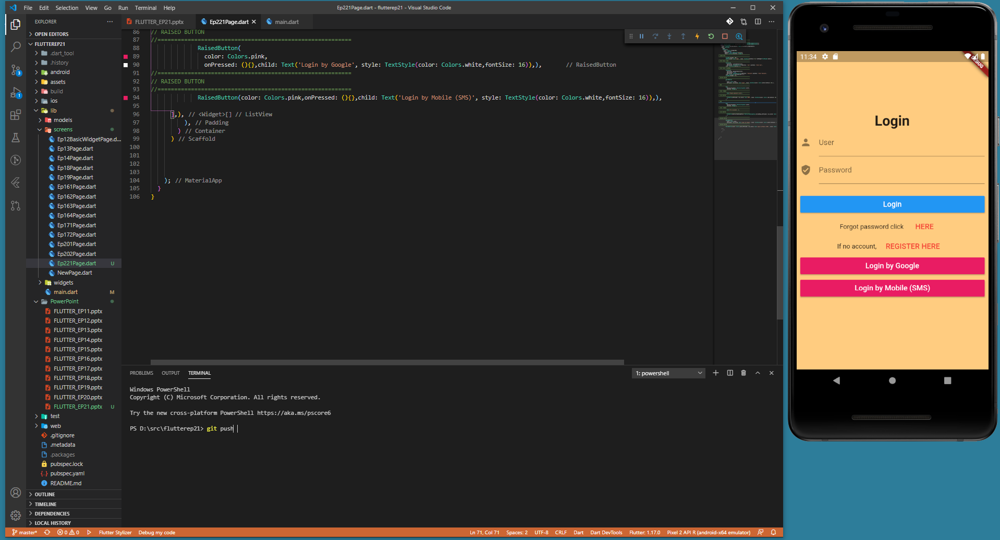 File Edit Selection View Go Run Terminal Help
Ep221Page.dart - flutterep21 - Visual Studio Code
EXPLORER
OPEN EDITORS
FLUTTEREP21
.dart_tool
.history
android
assets
build
ios
lib
models
screens
Ep12BasicWidgetPage.d...
Ep13Page.dart
Ep14Page.dart
Ep18Page.dart
Ep19Page.dart
Ep161Page.dart
Ep162Page.dart
Ep163Page.dart
Ep164Page.dart
Ep171Page.dart
Ep172Page.dart
Ep201Page.dart
Ep202Page.dart
Ep221Page.dart U
NewPage.dart
widgets
main.dart M
PowerPoint
FLUTTER_EP11.pptx
FLUTTER_EP12.pptx
FLUTTER_EP13.pptx
FLUTTER_EP14.pptx
FLUTTER_EP15.pptx
FLUTTER_EP16.pptx
FLUTTER_EP17.pptx
FLUTTER_EP18.pptx
FLUTTER_EP19.pptx
FLUTTER_EP20.pptx
FLUTTER_EP21.pptx U
test
web
.gitignore
.metadata
.packages
pubspec.lock
pubspec.yaml
README.md
OUTLINE
TIMELINE
DEPENDENCIES
LOCAL HISTORY
3
1
FLUTTER_EP21.pptx Ep221Page.dart main.dart
86 // RAISED BUTTON
87 //==========================================================
88 RaisedButton(
89 color: Colors.pink,
90 onPressed: (){},child: Text('Login by Google', style: TextStyle(color: Colors.white,fontSize: 16)),), // RaisedButton
91 //==========================================================
92 // RAISED BUTTON
93 //==========================================================
94 RaisedButton(color: Colors.pink,onPressed: (){},child: Text('Login by Mobile (SMS)', style: TextStyle(color: Colors.white,fontSize: 16)),),
95
96 ],), // <Widget>[] // ListView
97 ), // Padding
98 ) // Container
99 ) // Scaffold
100
101
102
103
104 ); // MaterialApp
105 }
106 }
PROBLEMS OUTPUT TERMINAL
1: powershell
Windows PowerShell
Copyright (C) Microsoft Corporation. All rights reserved.
Try the new cross-platform PowerShell https://aka.ms/pscore6
PS D:\src\flutterep21> git push
master* 0 0 Flutter Stylizer Debug my code
Ln 71, Col 71 Spaces: 2 UTF-8 CRLF Dart Dart DevTools Flutter: 1.17.0 Pixel 2 API R (android-x64 emulator)
11:34
DEBUG
Login
User
Password
Login
Forgot password click HERE
If no account, REGISTER HERE
Login by Google
Login by Mobile (SMS)